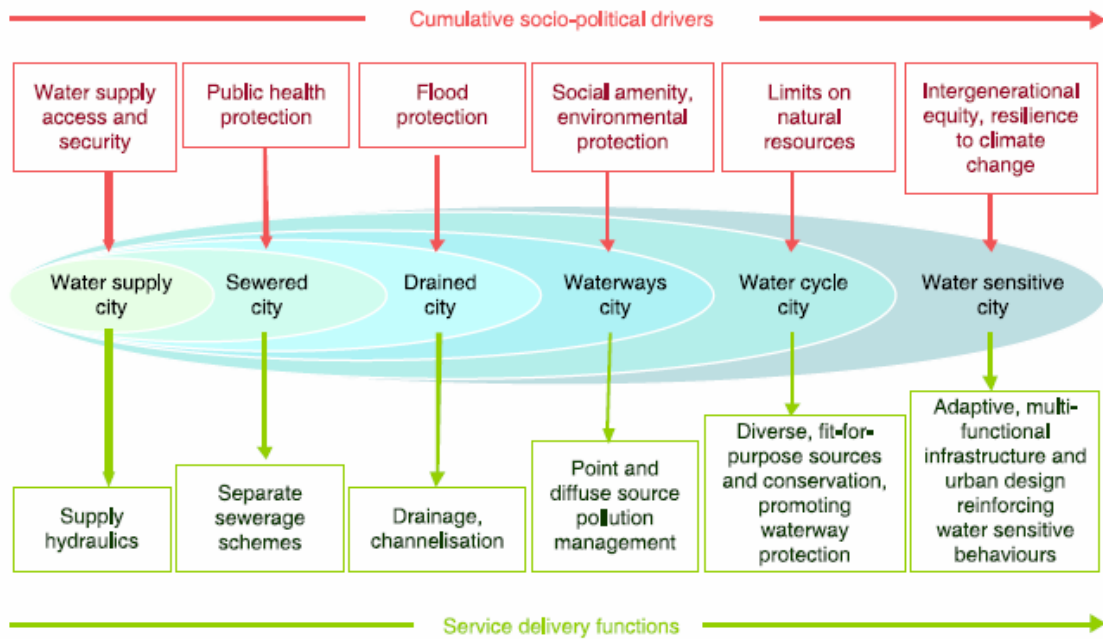 Cumulative socio-political drivers
Water supply
access and
security
Public health
protection
Flood
protection
Social amenity,
environmental
protection
Limits on
natural
resources
Intergenerational
equity, resilience
to climate
change
Water supply
city
Sewered
city
Drained
city
Waterways
city
Water cycle
city
Water sensitive
city
Supply
hydraulics
Separate
sewerage
schemes
Drainage,
channelisation
Point and
diffuse source
pollution
management
Diverse, fit-for-
purpose sources
and conservation,
promoting
waterway
protection
Adaptive, multi-
functional
infrastructure and
urban design
reinforcing
water sensitive
behaviours
Service delivery functions